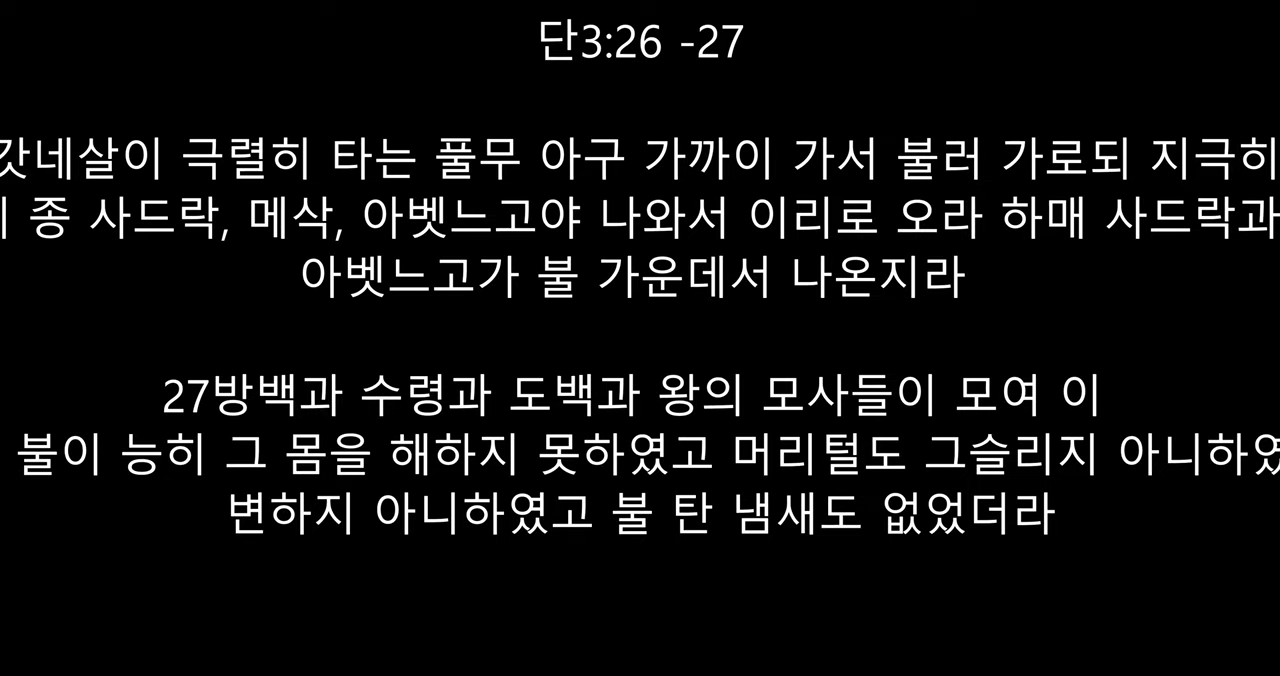 단3:26 -27
갓네살이 극렬히 타는 풀무 아구 가까이 가서 불러 가로되 지극히
종 사드락, 메삭, 아벳느고야 나와서 이리로 오라 하매 사드락과
아벳느고가 불 가운데서 나온지라
27방백과 수령과 도백과 왕의 모사들이 모여 이
불이 능히 그 몸을 해하지 못하였고 머리털도 그슬리지 아니하였
변하지 아니하였고 불 탄 냄새도 없었더라